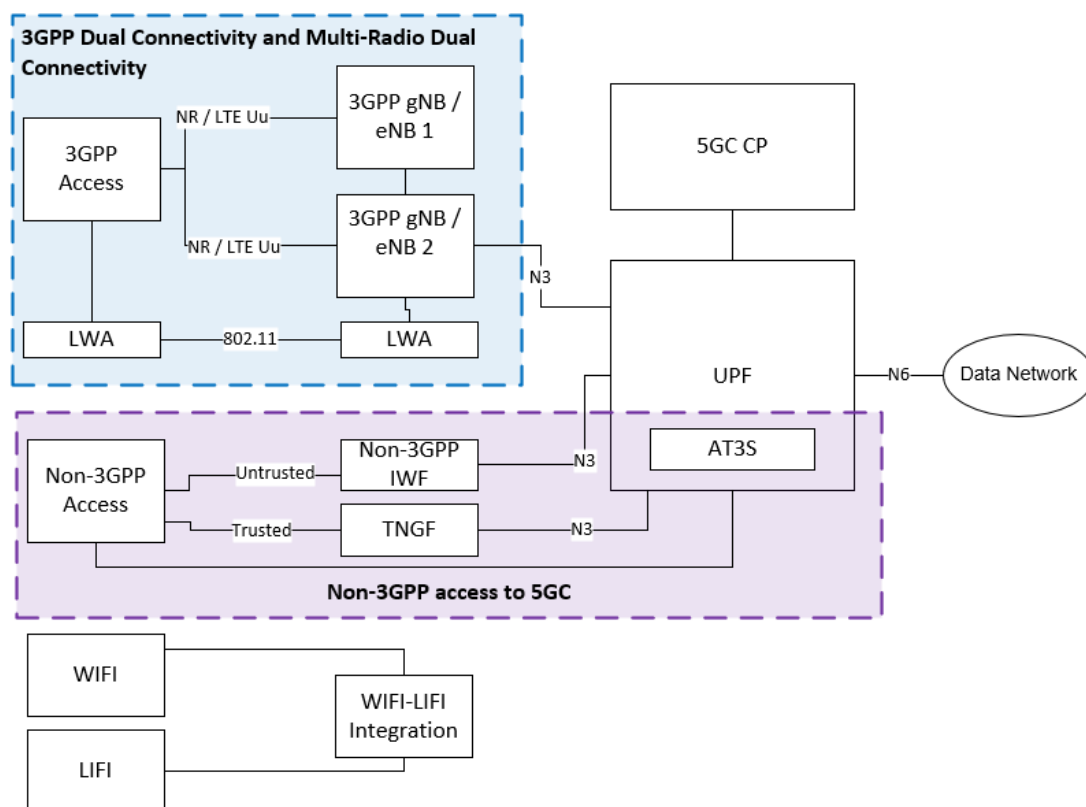 3GPP Dual Connectivity and Multi-Radio Dual
Connectivity
3GPP
Access
NR / LTE Uu
NR / LTE Uu
3GPP gNB /
eNB 1
3GPP gNB /
eNB 2
LWA
802.11
LWA
N3
5GC CP
UPF
N6
Data Network
AT3S
Non-3GPP
Access
Untrusted
Non-3GPP
IWF
N3
Trusted
TNGF
N3
Non-3GPP access to 5GC
WIFI
WIFI-LIFI
Integration
LIFI